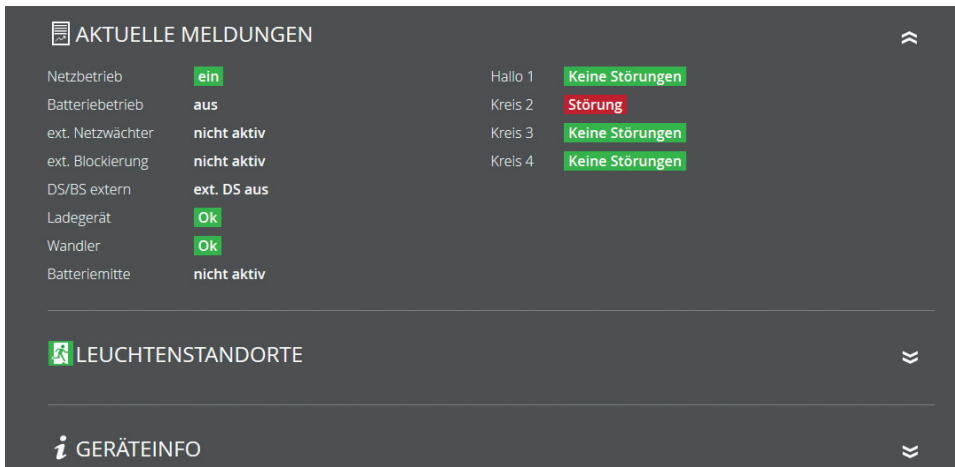 AKTUELLE MELDUNGEN
Netzbetrieb ein
Batteriebetrieb aus
ext. Netzwächter nicht aktiv
ext. Blockierung nicht aktiv
DS/BS extern ext. DS aus
Ladegerät Ok
Wandler Ok
Batteriemitte nicht aktiv
Hallo 1 Keine Störungen
Kreis 2 Störung
Kreis 3 Keine Störungen
Kreis 4 Keine Störungen
LEUCHTENSTANDORTE
i GERÄTEINFO